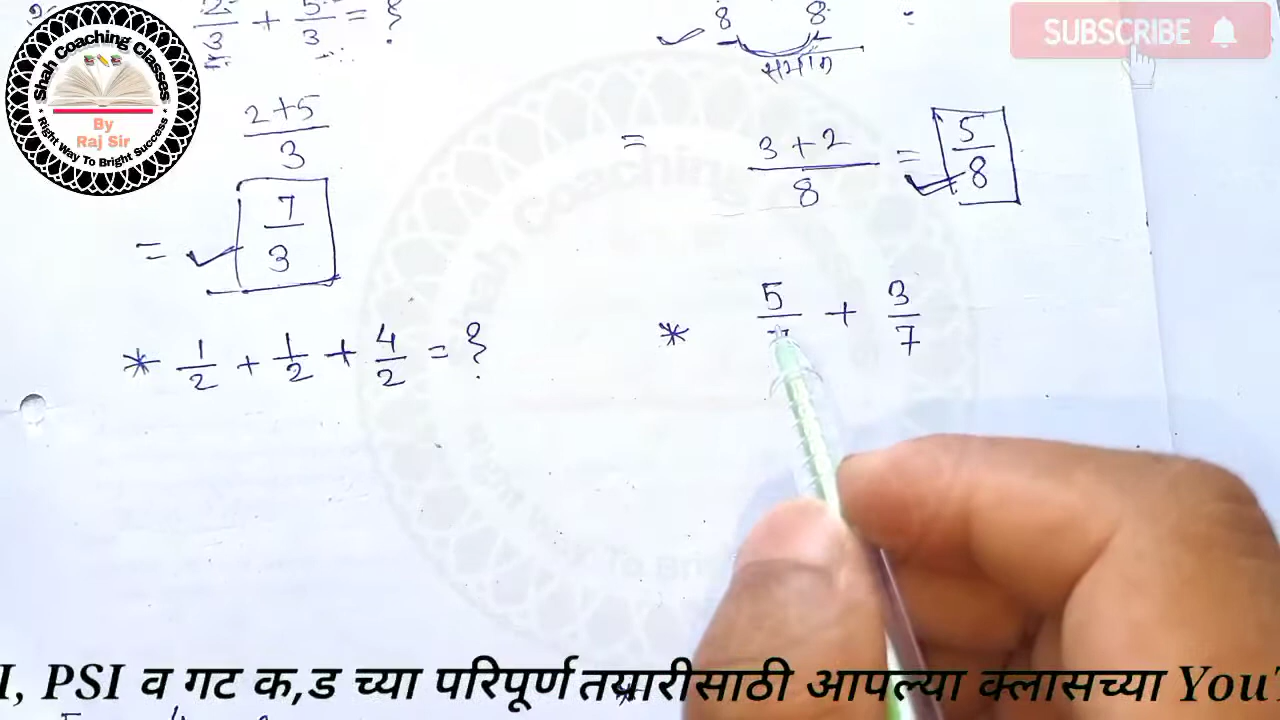 2/3 + 5/3 = ?
2+5/3
= 7/3
* 1/2 + 1/2 + 4/2 = ?
8 8
समान
= 3+2/8 = 5/8
* 5/7 + 3/7
Shah Coaching Classes
By
Raj Sir
* Right Way To Bright Success *
SUBSCRIBE
I, PSI व गट क,ड च्या परिपूर्ण तयारीसाठी आपल्या क्लासच्या You